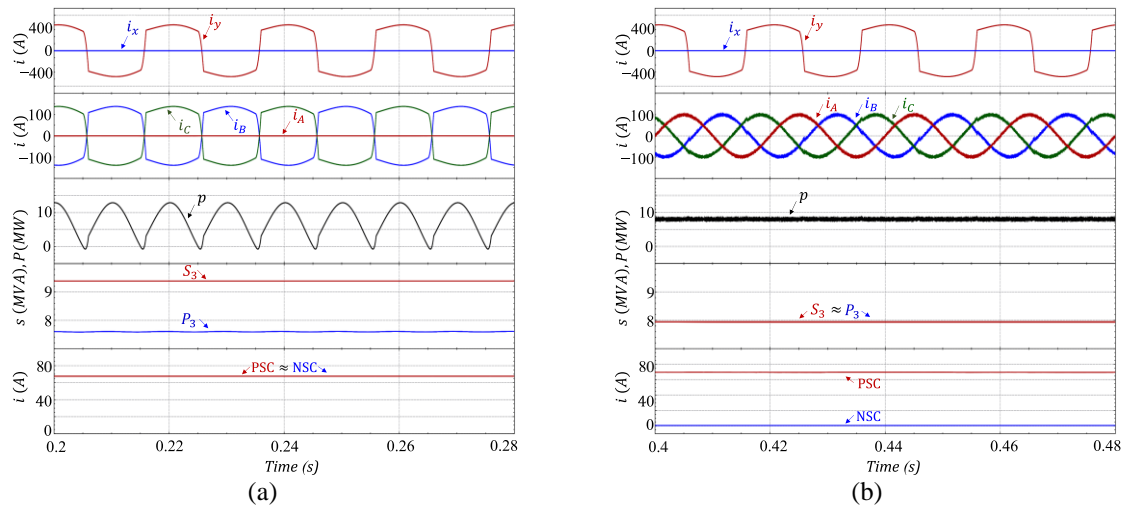 400
0
−400
i (A)
i_x
i_y
100
0
−100
i (A)
i_C
i_B
i_A
10
0
p
s (MVA), P (MW)
9
8
S_3
P_3
80
40
0
i (A)
PSC ≈ NSC
0.2 0.22 0.24 0.26 0.28
Time (s)
(a)
400
0
−400
i (A)
i_x
i_y
100
0
−100
i (A)
i_A
i_B
i_C
10
0
p
s (MVA), P (MW)
9
8
S_3 ≈ P_3
80
40
0
i (A)
PSC
NSC
0.4 0.42 0.44 0.46 0.48
Time (s)
(b)